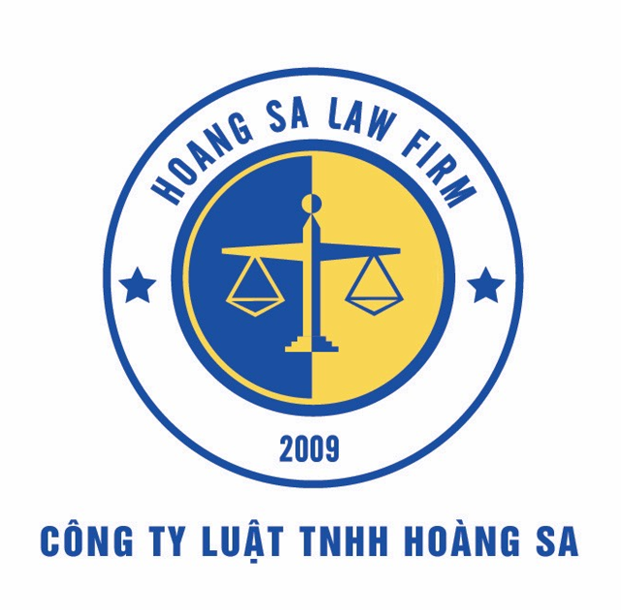 HOANG SA LAW FIRM
2009
CÔNG TY LUẬT TNHH HOÀNG SA